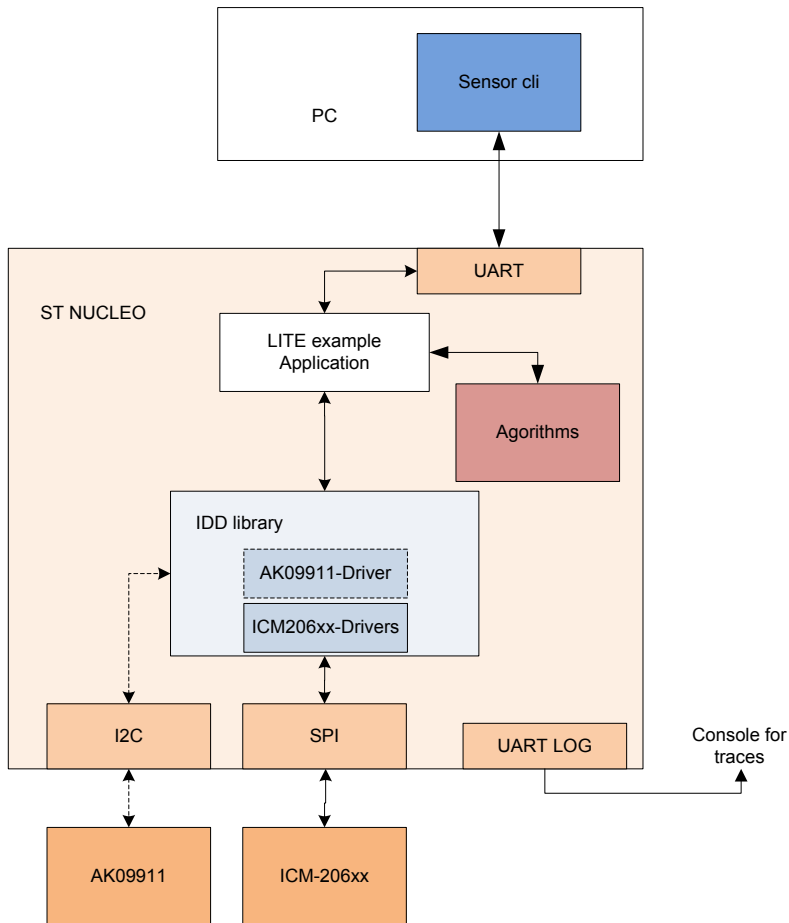 Sensor cli
PC
UART
ST NUCLEO
LITE example
Application
Agorithms
IDD library
AK09911-Driver
ICM206xx-Drivers
I2C
SPI
UART LOG
Console for
traces
AK09911
ICM-206xx